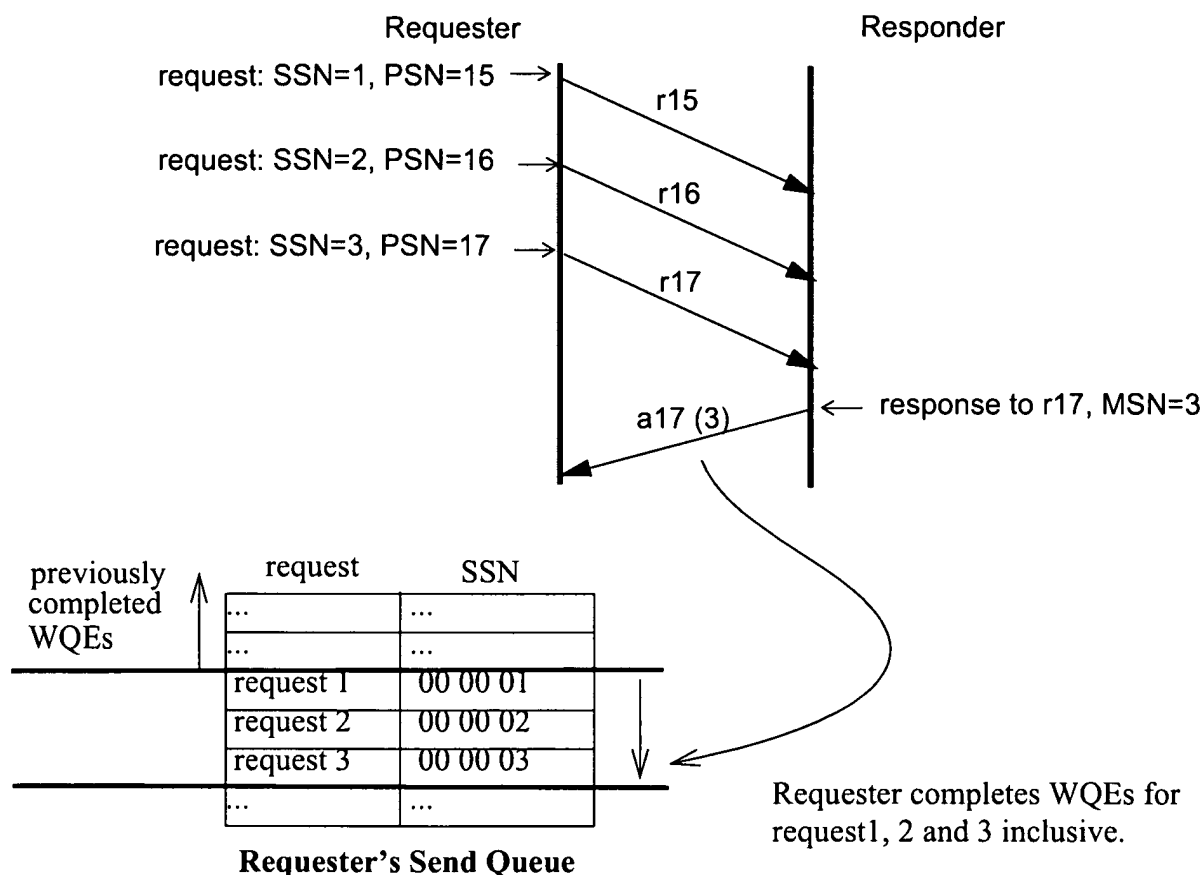 Requester Responder
request: SSN=1, PSN=15
r15
request: SSN=2, PSN=16
r16
request: SSN=3, PSN=17
r17
response to r17, MSN=3
a17 (3)
previously
completed
WQEs
request SSN
... ...
... ...
request 1 00 00 01
request 2 00 00 02
request 3 00 00 03
... ...
Requester completes WQEs for
request1, 2 and 3 inclusive.
Requester's Send Queue